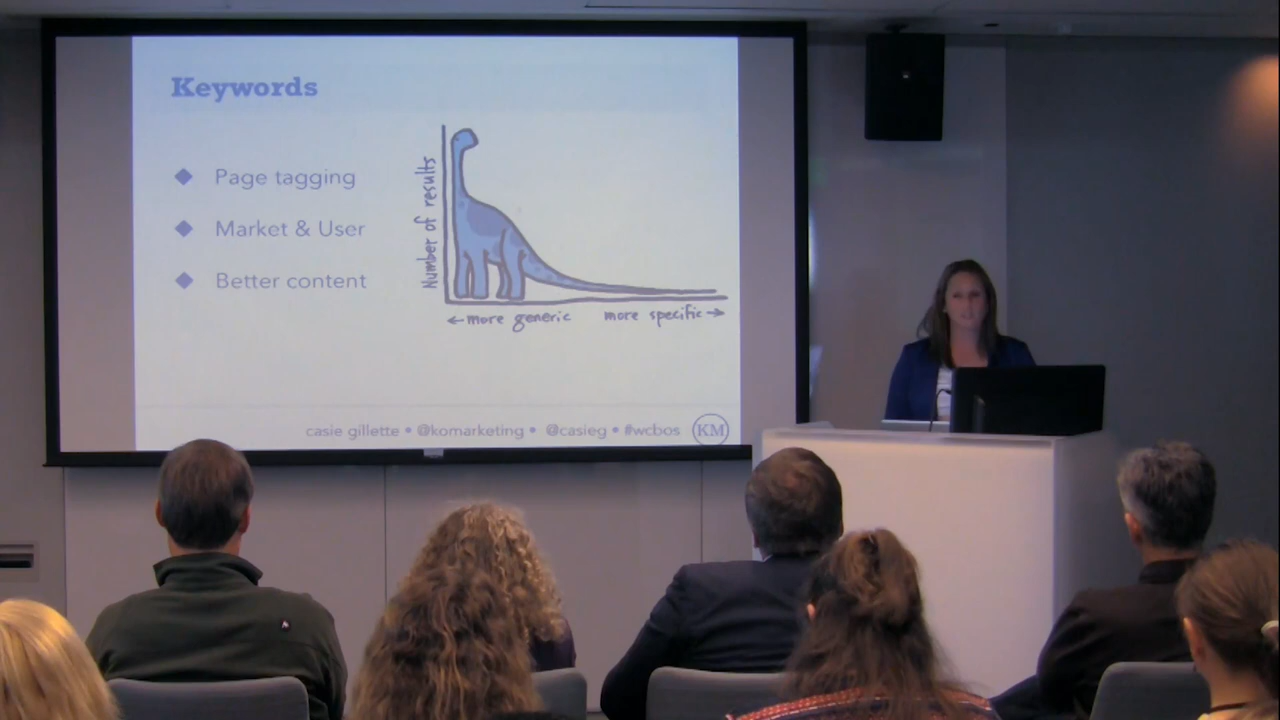 Keywords
Page tagging
Market & User
Better content
Number of results
←more generic more specific→
casie gillette • @komarketing • @casieg • #wcbos KM